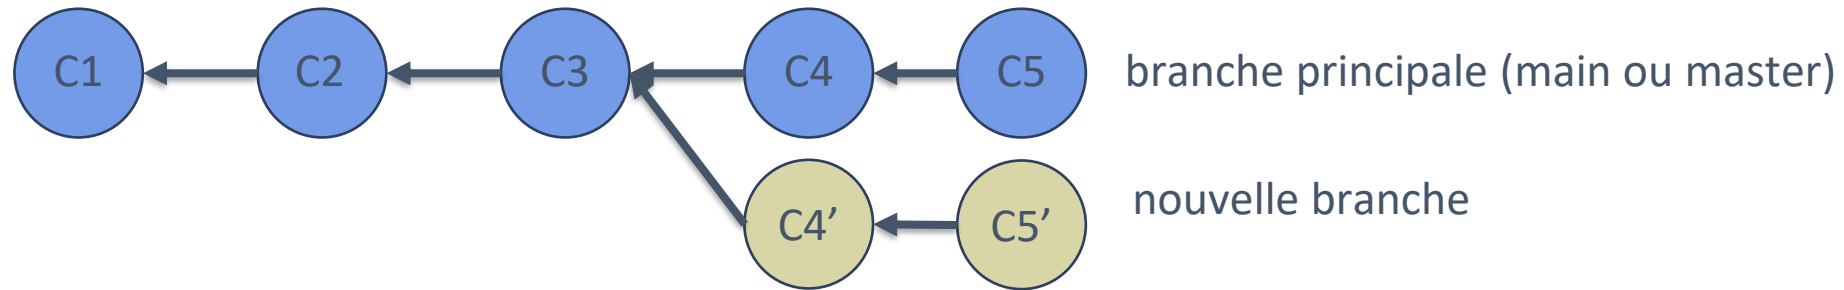 C1 C2 C3 C4 C5 branche principale (main ou master)
C4’ C5’ nouvelle branche